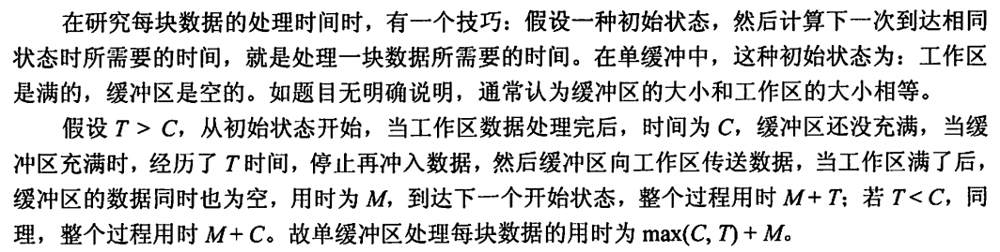 在研究每块数据的处理时间时，有一个技巧：假设一种初始状态，然后计算下一次到达相同
状态时所需要的时间，就是处理一块数据所需要的时间。在单缓冲中，这种初始状态为：工作区
是满的，缓冲区是空的。如题目无明确说明，通常认为缓冲区的大小和工作区的大小相等。
假设 T > C，从初始状态开始，当工作区数据处理完后，时间为 C，缓冲区还没充满，当缓
冲区充满时，经历了 T 时间，停止再冲入数据，然后缓冲区向工作区传送数据，当工作区满了后，
缓冲区的数据同时也为空，用时为 M，到达下一个开始状态，整个过程用时 M + T；若 T < C，同
理，整个过程用时 M + C。故单缓冲区处理每块数据的用时为 max(C, T) + M。